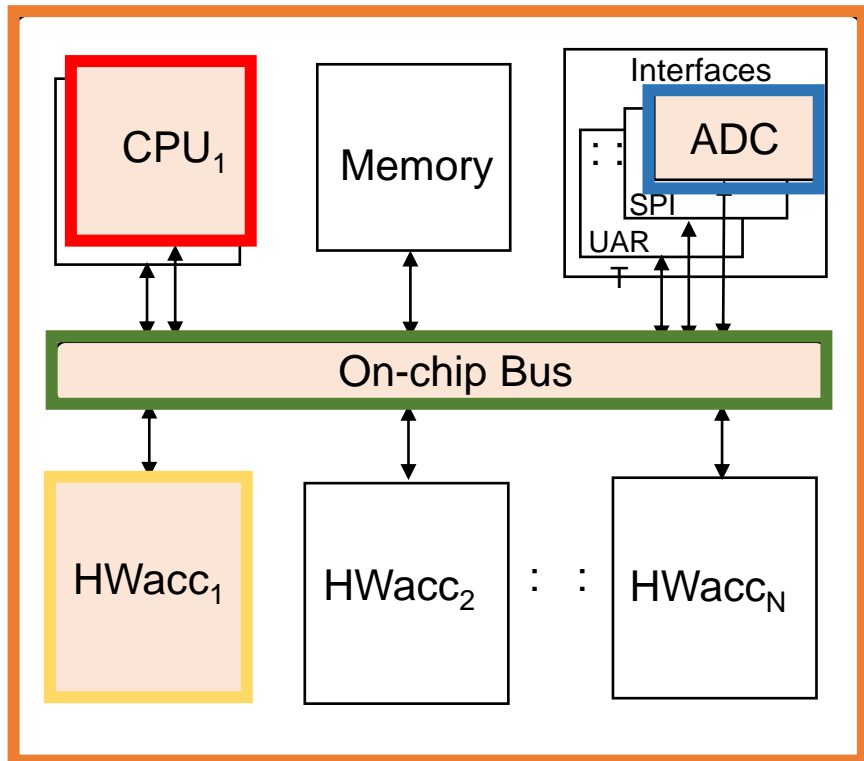 Interfaces
CPU1
Memory
: :
ADC
SPI
UAR
T
On-chip Bus
HWacc1
HWacc2
: :
HWaccN